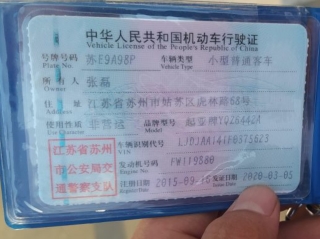 中华人民共和国机动车行驶证
Vehicle License of the People's Republic of China
号牌号码 苏E9A98P 车辆类型 小型普通客车
Plate No. Vehicle Type
所有人 张磊
Owner
住址 江苏省苏州市姑苏区虎林路68号
Address
使用性质 非营运 品牌型号
Use Character Model
江苏省苏州
市公安局交
通警察支队
车辆识别代号
VIN
发动机号码
Engine No.
注册日期 发证日期 2020-03-05
Register Date Issue Date